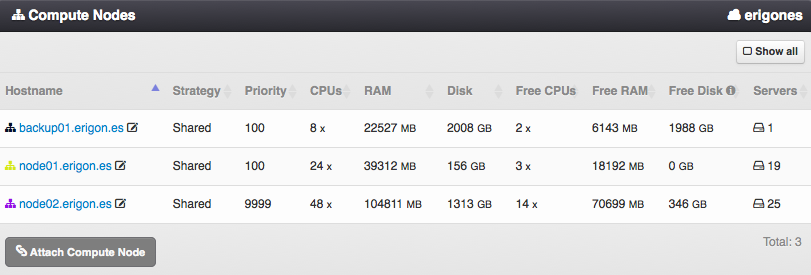 Compute Nodes erigones
Show all
Hostname Strategy Priority CPUs RAM Disk Free CPUs Free RAM Free Disk Servers
backup01.erigon.es Shared 100 8 x 22527 MB 2008 GB 2 x 6143 MB 1988 GB 1
node01.erigon.es Shared 100 24 x 39312 MB 156 GB 3 x 18192 MB 0 GB 19
node02.erigon.es Shared 9999 48 x 104811 MB 1313 GB 14 x 70699 MB 346 GB 25
Total: 3
Attach Compute Node